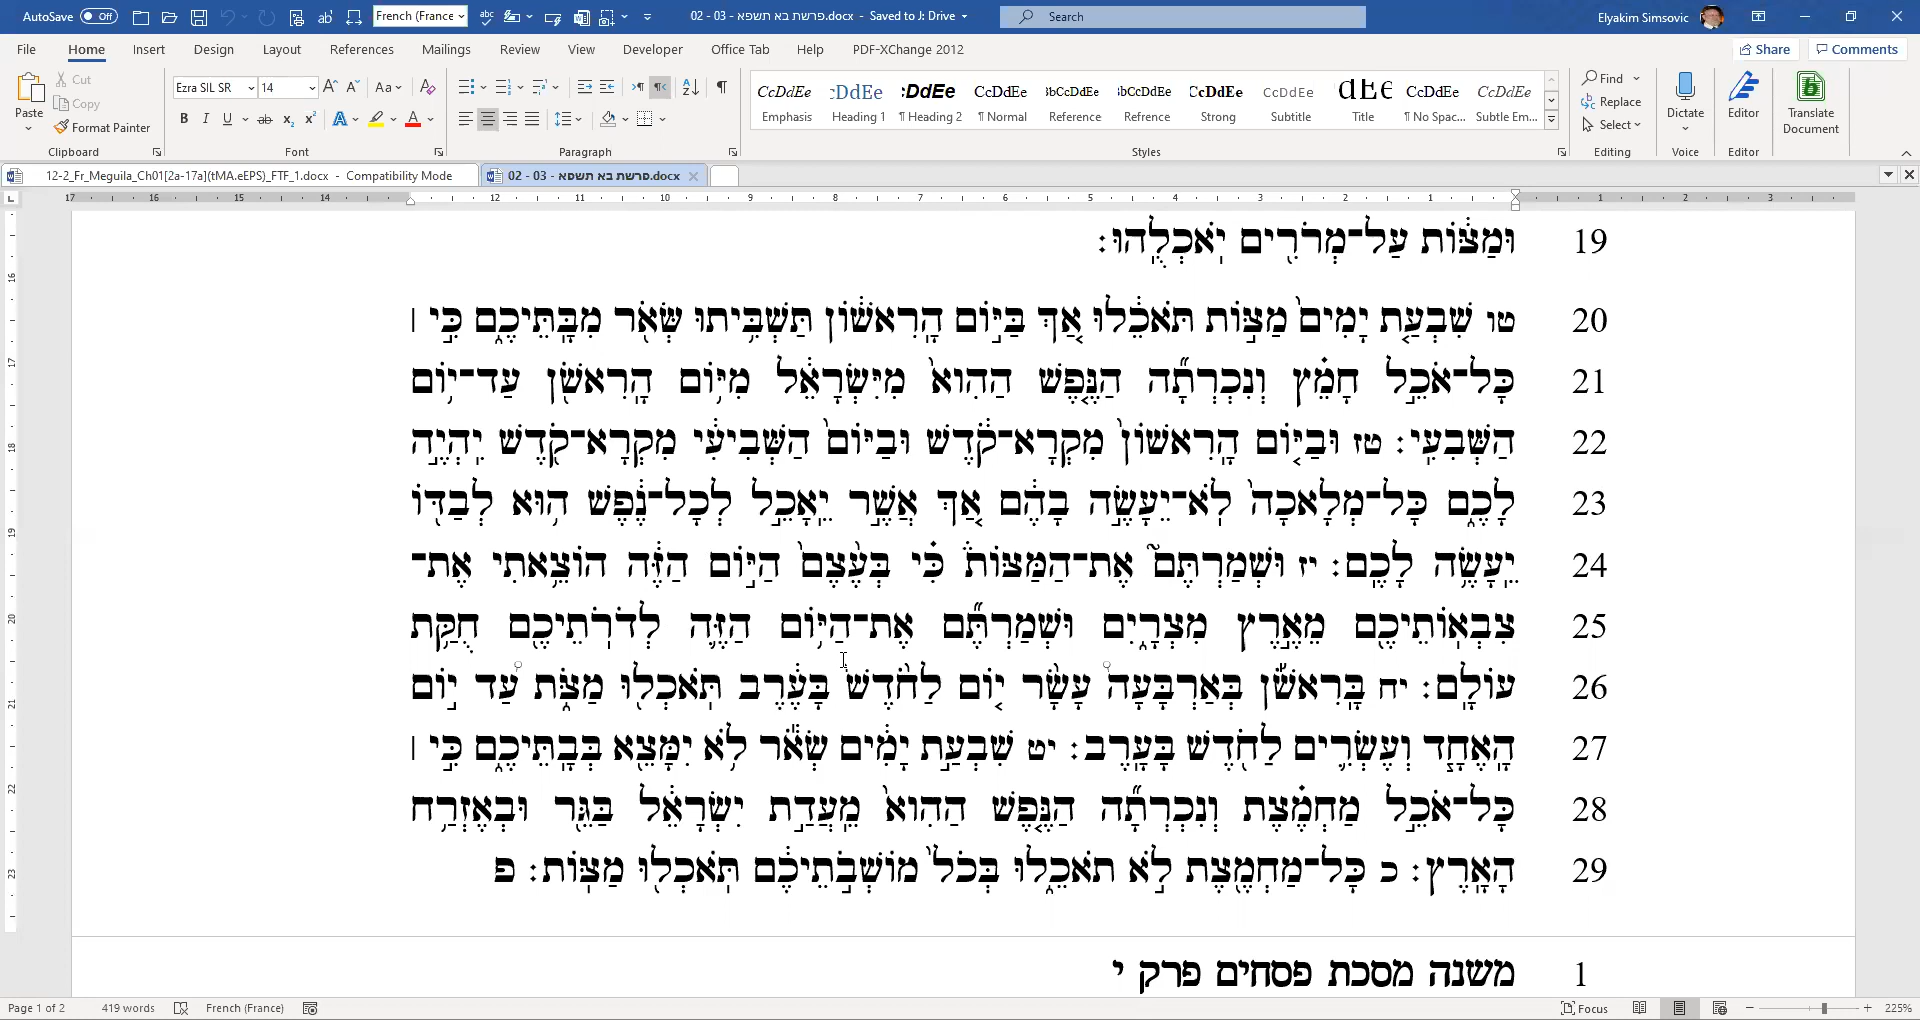 AutoSave Off
French (France
02 - 03 - פרשת בא תשפא.docx - Saved to J: Drive
Search
Elyakim Simsovic
File Home Insert Design Layout References Mailings Review View Developer Office Tab Help PDF-XChange 2012 Share Comments
Paste Cut Copy Format Painter
Clipboard
Ezra SIL SR 14
Font
Paragraph
Emphasis Heading 1 ¶ Heading 2 ¶ Normal Reference Refrence Strong Subtitle Title ¶ No Spac... Subtle Em...
Styles
Find Replace Select
Editing
Dictate
Voice
Editor
Editor
Translate Document
12-2_Fr_Meguila_Ch01[2a-17a](tMA.eEPS)_FTF_1.docx - Compatibility Mode
02 - 03 - פרשת בא תשפא.docx
19 וּמַצּ֔וֹת עַל־מְרֹרִ֖ים יֹאכְלֻֽהוּ׃
20 טו שִׁבְעַ֤ת יָמִים֙ מַצּ֣וֹת תֹּאכֵ֔לוּ אַ֚ךְ בַּיּ֣וֹם הָרִאשׁ֔וֹן תַּשְׁבִּ֥יתוּ שְּׂאֹ֖ר מִבָּתֵּיכֶ֑ם כִּ֣י ׀
21 כָּל־אֹכֵ֣ל חָמֵ֗ץ וְנִכְרְתָ֞ה הַנֶּ֤פֶשׁ הַהִוא֙ מִיִּשְׂרָאֵ֔ל מִיּ֥וֹם הָרִאשֹׁ֖ן עַד־י֥וֹם
22 הַשְּׁבִעִֽי׃ טז וּבַיּ֤וֹם הָרִאשׁוֹן֙ מִקְרָא־קֹ֔דֶשׁ וּבַיּוֹם֙ הַשְּׁבִיעִ֔י מִקְרָא־קֹ֖דֶשׁ יִהְיֶ֣ה
23 לָכֶ֑ם כָּל־מְלָאכָה֙ לֹא־יֵעָשֶׂ֣ה בָהֶ֔ם אַ֚ךְ אֲשֶׁ֣ר יֵאָכֵ֣ל לְכָל־נֶ֔פֶשׁ ה֥וּא לְבַדּ֖וֹ
24 יֵעָשֶׂ֥ה לָכֶֽם׃ יז וּשְׁמַרְתֶּם֮ אֶת־הַמַּצּוֹת֒ כִּ֗י בְּעֶ֙צֶם֙ הַיּ֣וֹם הַזֶּ֔ה הוֹצֵ֥אתִי אֶת־
25 צִבְאוֹתֵיכֶ֖ם מֵאֶ֣רֶץ מִצְרָ֑יִם וּשְׁמַרְתֶּ֞ם אֶת־הַיּ֥וֹם הַזֶּ֛ה לְדֹרֹתֵיכֶ֖ם חֻקַּ֥ת
26 עוֹלָֽם׃ יח בָּרִאשֹׁ֡ן בְּאַרְבָּעָה֩ עָשָׂ֨ר י֤וֹם לַחֹ֙דֶשׁ֙ בָּעֶ֔רֶב תֹּאכְל֖וּ מַצֹּ֑ת עַ֠ד י֣וֹם
27 הָאֶחָ֧ד וְעֶשְׂרִ֛ים לַחֹ֖דֶשׁ בָּעָֽרֶב׃ יט שִׁבְעַ֣ת יָמִ֔ים שְׂאֹ֕ר לֹ֥א יִמָּצֵ֖א בְּבָתֵּיכֶ֑ם כִּ֣י ׀
28 כָּל־אֹכֵ֣ל מַחְמֶ֗צֶת וְנִכְרְתָ֞ה הַנֶּ֤פֶשׁ הַהִוא֙ מֵעֲדַ֣ת יִשְׂרָאֵ֔ל בַּגֵּ֖ר וּבְאֶזְרַ֥ח
29 הָאָֽרֶץ׃ כ כָּל־מַחְמֶ֖צֶת לֹ֣א תֹאכֵ֑לוּ בְּכֹל֙ מוֹשְׁבֹ֣תֵיכֶ֔ם תֹּאכְל֖וּ מַצּֽוֹת׃ פ
1 משנה מסכת פסחים פרק י
Page 1 of 2 419 words French (France) Focus 225%